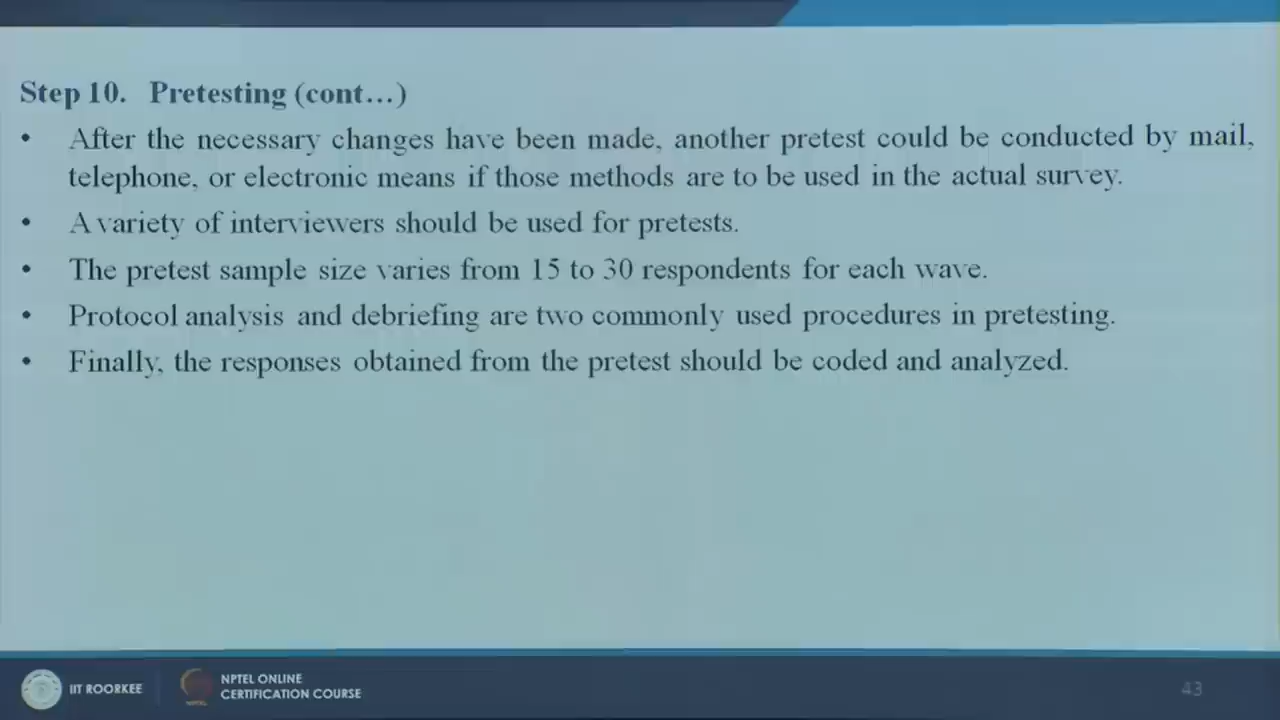 Step 10. Pretesting (cont…)
• After the necessary changes have been made, another pretest could be conducted by mail,
telephone, or electronic means if those methods are to be used in the actual survey.
• A variety of interviewers should be used for pretests.
• The pretest sample size varies from 15 to 30 respondents for each wave.
• Protocol analysis and debriefing are two commonly used procedures in pretesting.
• Finally, the responses obtained from the pretest should be coded and analyzed.
IIT ROORKEE
NPTEL ONLINE
CERTIFICATION COURSE
43